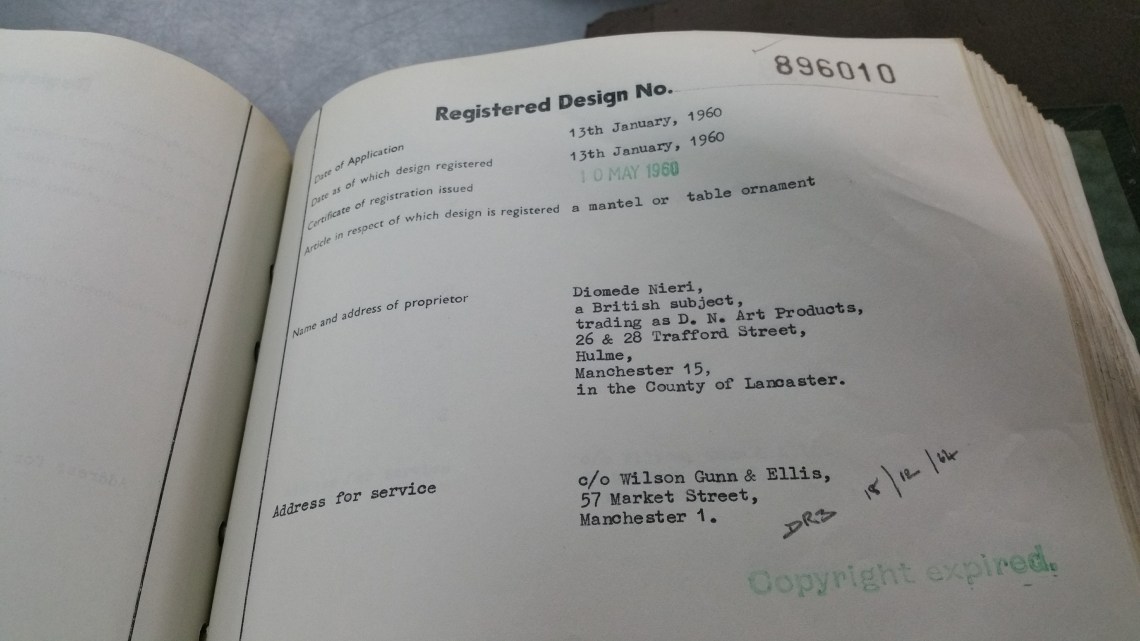 896010
Registered Design No.
Date of Application 13th January, 1960
Date as of which design registered 13th January, 1960
Certificate of registration issued 10 MAY 1960
Article in respect of which design is registered a mantel or table ornament
Name and address of proprietor
Diomede Nieri,
a British subject,
trading as D. N. Art Products,
26 & 28 Trafford Street,
Hulme,
Manchester 15,
in the County of Lancaster.
Address for service
c/o Wilson Gunn & Ellis,
57 Market Street,
Manchester 1.
Copyright expired.